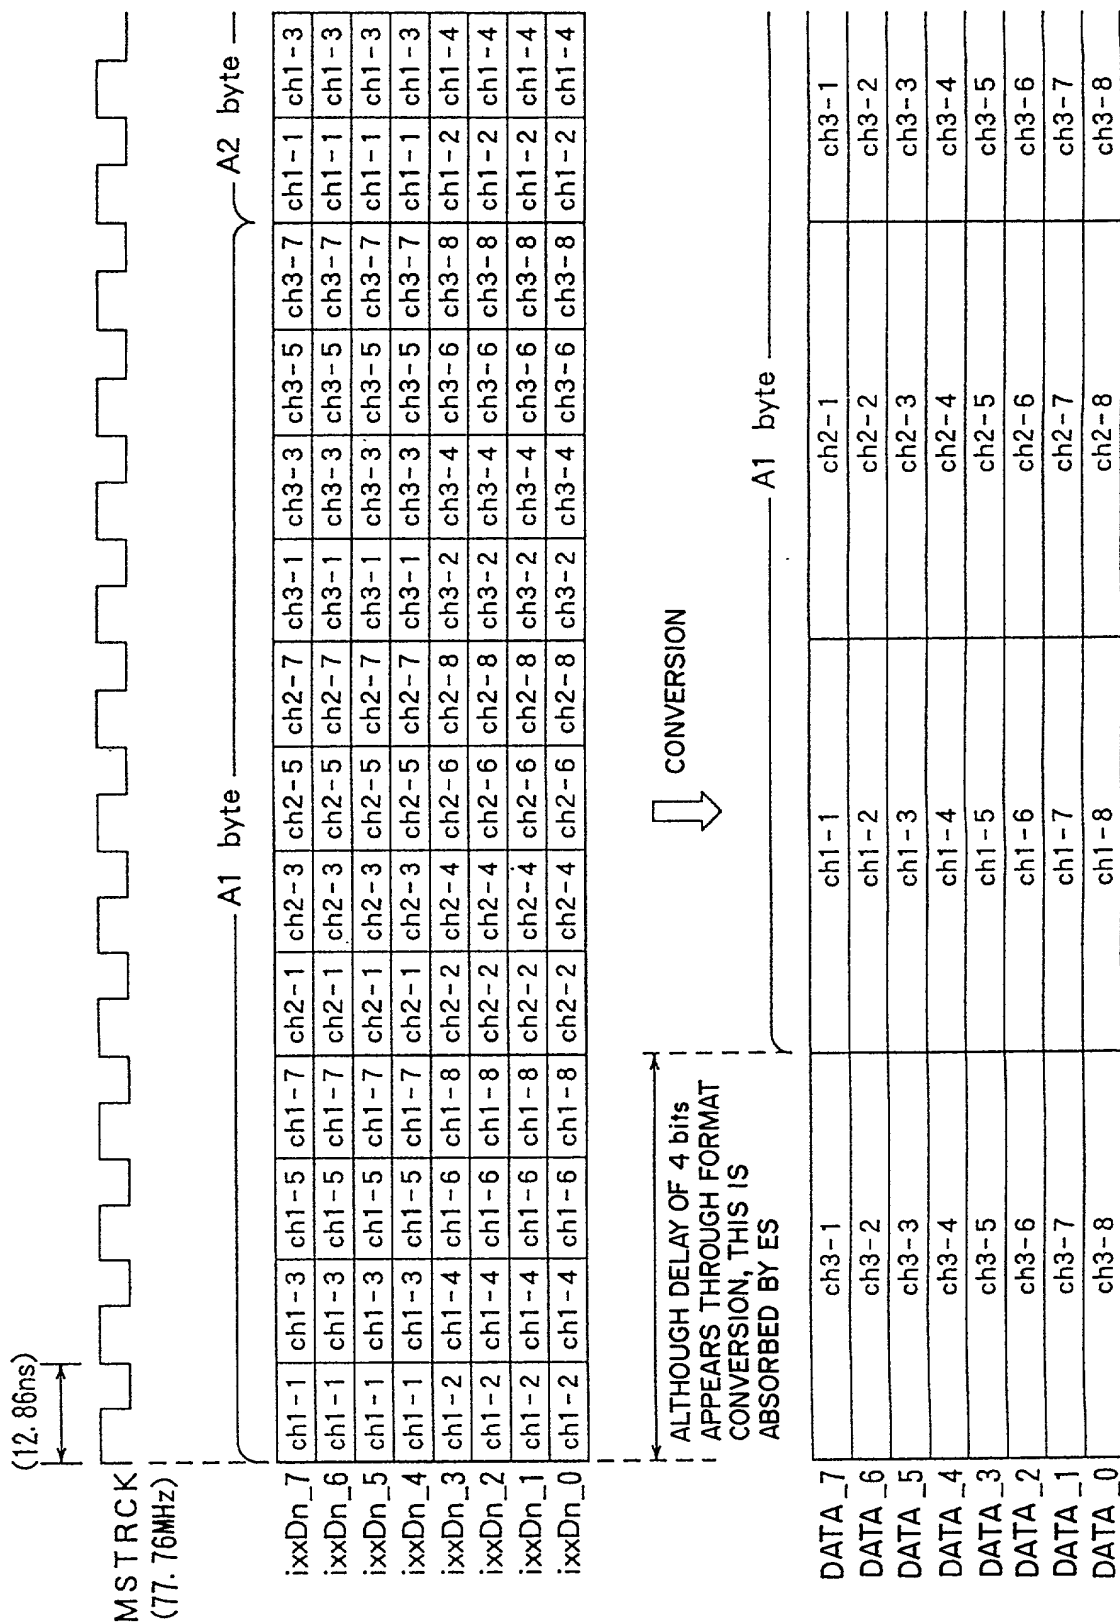 (12.86ns)
MSTRCK
(77.76MHz)
A1 byte A2 byte
ixxDn_7 ch1-1 ch1-3 ch1-5 ch1-7 ch2-1 ch2-3 ch2-5 ch2-7 ch3-1 ch3-3 ch3-5 ch3-7 ch1-1 ch1-3
ixxDn_6 ch1-1 ch1-3 ch1-5 ch1-7 ch2-1 ch2-3 ch2-5 ch2-7 ch3-1 ch3-3 ch3-5 ch3-7 ch1-1 ch1-3
ixxDn_5 ch1-1 ch1-3 ch1-5 ch1-7 ch2-1 ch2-3 ch2-5 ch2-7 ch3-1 ch3-3 ch3-5 ch3-7 ch1-1 ch1-3
ixxDn_4 ch1-1 ch1-3 ch1-5 ch1-7 ch2-1 ch2-3 ch2-5 ch2-7 ch3-1 ch3-3 ch3-5 ch3-7 ch1-1 ch1-3
ixxDn_3 ch1-2 ch1-4 ch1-6 ch1-8 ch2-2 ch2-4 ch2-6 ch2-8 ch3-2 ch3-4 ch3-6 ch3-8 ch1-2 ch1-4
ixxDn_2 ch1-2 ch1-4 ch1-6 ch1-8 ch2-2 ch2-4 ch2-6 ch2-8 ch3-2 ch3-4 ch3-6 ch3-8 ch1-2 ch1-4
ixxDn_1 ch1-2 ch1-4 ch1-6 ch1-8 ch2-2 ch2-4 ch2-6 ch2-8 ch3-2 ch3-4 ch3-6 ch3-8 ch1-2 ch1-4
ixxDn_0 ch1-2 ch1-4 ch1-6 ch1-8 ch2-2 ch2-4 ch2-6 ch2-8 ch3-2 ch3-4 ch3-6 ch3-8 ch1-2 ch1-4
CONVERSION
ALTHOUGH DELAY OF 4 bits
APPEARS THROUGH FORMAT
CONVERSION, THIS IS
ABSORBED BY ES
A1 byte
DATA_7 ch3-1 ch1-1 ch2-1 ch3-1
DATA_6 ch3-2 ch1-2 ch2-2 ch3-2
DATA_5 ch3-3 ch1-3 ch2-3 ch3-3
DATA_4 ch3-4 ch1-4 ch2-4 ch3-4
DATA_3 ch3-5 ch1-5 ch2-5 ch3-5
DATA_2 ch3-6 ch1-6 ch2-6 ch3-6
DATA_1 ch3-7 ch1-7 ch2-7 ch3-7
DATA_0 ch3-8 ch1-8 ch2-8 ch3-8